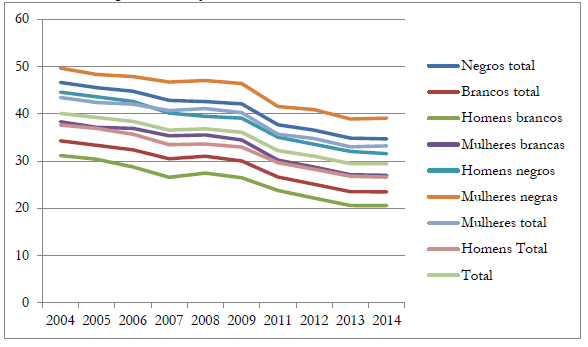 60
50
40
30
20
10
0
2004 2005 2006 2007 2008 2009 2011 2012 2013 2014
Negros total
Brancos total
Homens brancos
Mulheres brancas
Homens negros
Mulheres negras
Mulheres total
Homens Total
Total